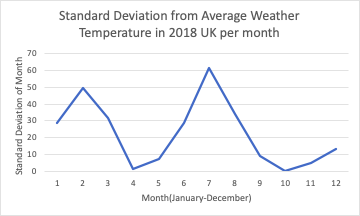 Standard Deviation from Average Weather
Temperature in 2018 UK per month
Standard Deviation of Month
70
60
50
40
30
20
10
0
1 2 3 4 5 6 7 8 9 10 11 12
Month(January-December)